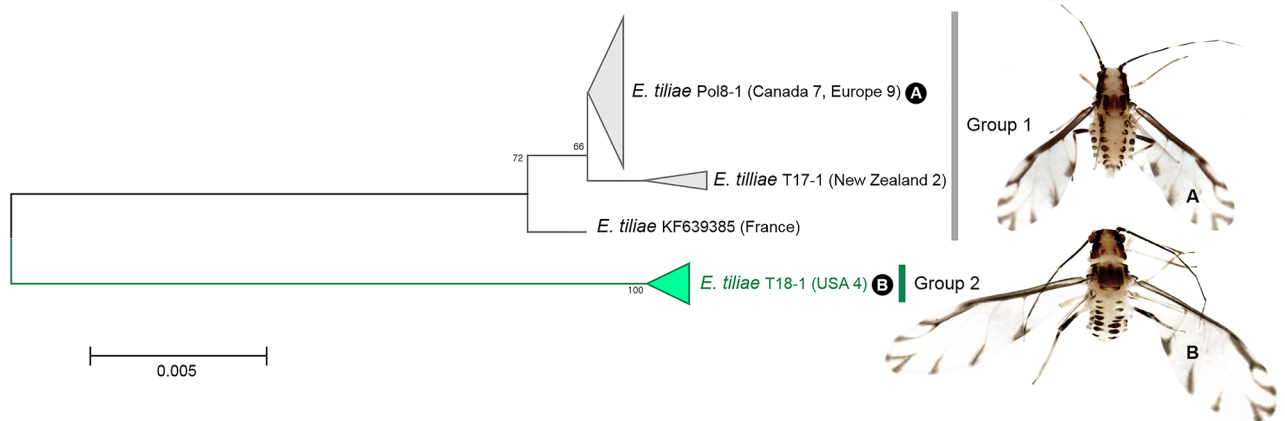 E. tiliae Pol8-1 (Canada 7, Europe 9) A
Group 1
66
72
E. tilliae T17-1 (New Zealand 2)
A
E. tiliae KF639385 (France)
E. tiliae T18-1 (USA 4) B
Group 2
100
B
0.005